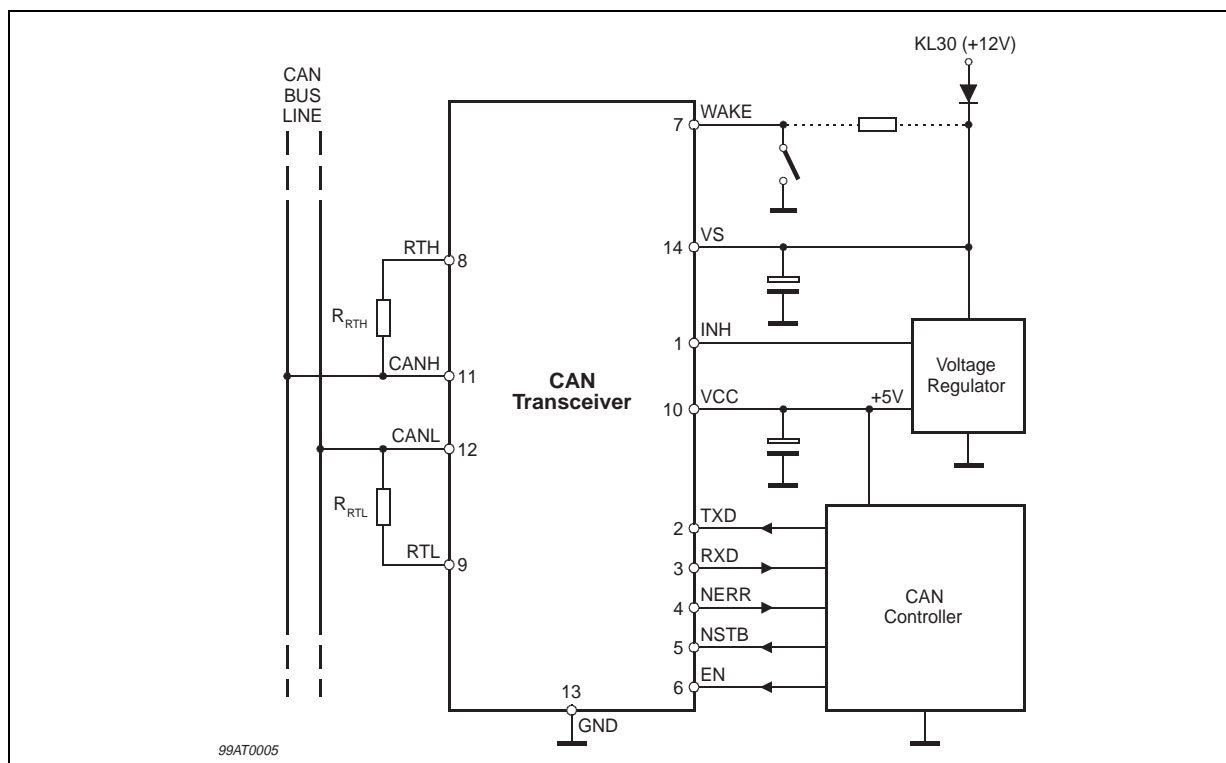 KL30 (+12V)
CAN
BUS
LINE
7
WAKE
14
VS
RTH
8
R_RTH
1
INH
Voltage
Regulator
CANH
11
CAN
Transceiver
10
VCC
+5V
CANL
12
R_RTL
2
TXD
RTL
9
3
RXD
4
NERR
CAN
Controller
5
NSTB
6
EN
13
GND
99AT0005